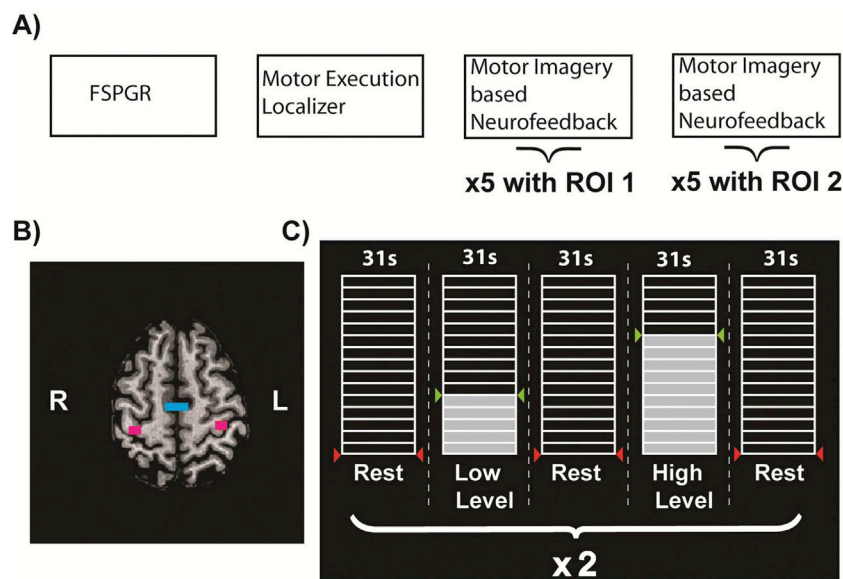 A)
FSPGR
Motor Execution
Localizer
Motor Imagery
based
Neurofeedback
Motor Imagery
based
Neurofeedback
x5 with ROI 1
x5 with ROI 2
B)
R
L
C)
31s
31s
31s
31s
31s
Rest
Low
Level
Rest
High
Level
Rest
x 2